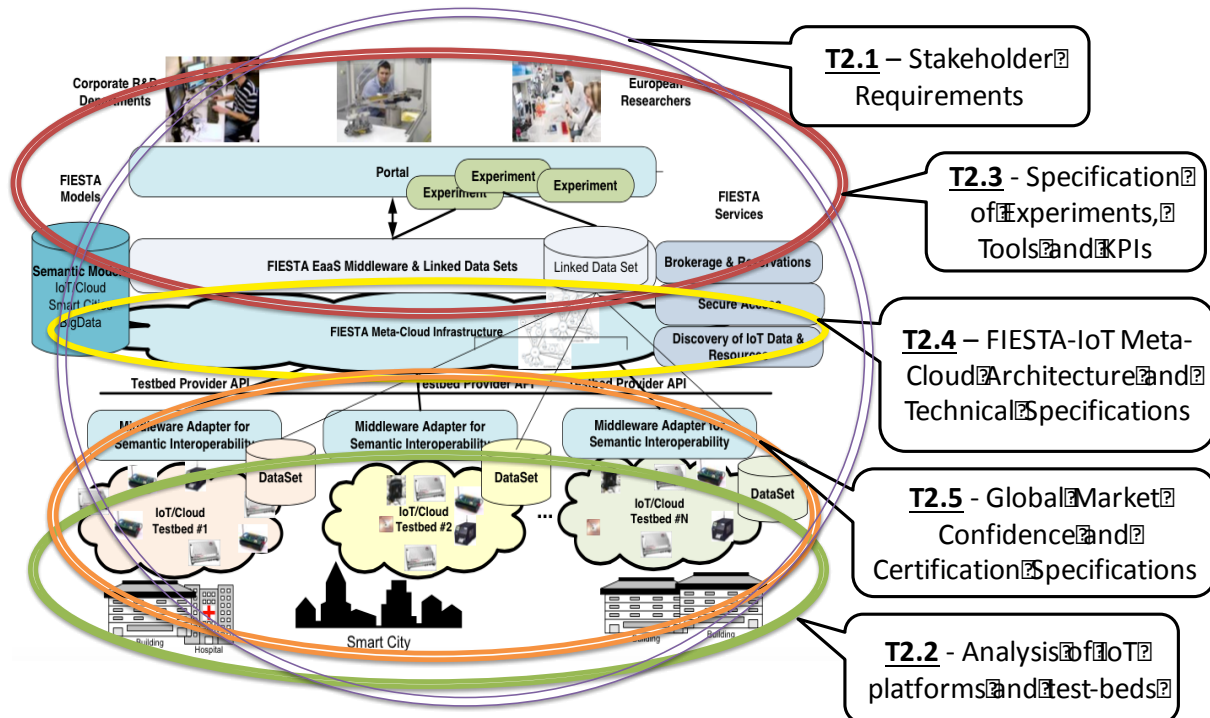 Corporate R&D
Departments
European
Researchers
T2.1 – Stakeholder
Requirements
Portal
Experiment
Experiment
Experiment
FIESTA
Models
FIESTA
Services
T2.3 - Specification
of Experiments,
Tools and KPIs
Semantic Models
IoT/Cloud
Smart Cities
BigData
FIESTA EaaS Middleware & Linked Data Sets
Linked Data Set
Brokerage & Reservations
Secure Access
FIESTA Meta-Cloud Infrastructure
Discovery of IoT Data &
Resources
T2.4 – FIESTA-IoT Meta-
Cloud Architecture and
Technical Specifications
Testbed Provider API
Testbed Provider API
Testbed Provider API
Middleware Adapter for
Semantic Interoperability
Middleware Adapter for
Semantic Interoperability
Middleware Adapter for
Semantic Interoperability
DataSet
DataSet
DataSet
IoT/Cloud
Testbed #1
IoT/Cloud
Testbed #2
...
IoT/Cloud
Testbed #N
T2.5 - Global Market
Confidence and
Certification Specifications
Building
Hospital
Smart City
Building
Building
T2.2 - Analysis of IoT
platforms and test-beds